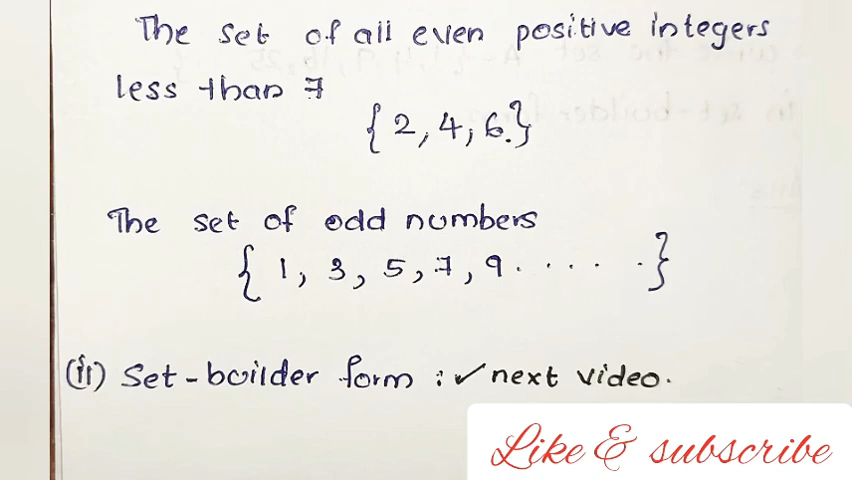 The set of all even positive integers
less than 7
{ 2, 4, 6. }
The set of odd numbers
{ 1, 3, 5, 7, 9 . . . . . }
(ii) Set-builder form : ✓ next video.
Like & subscribe